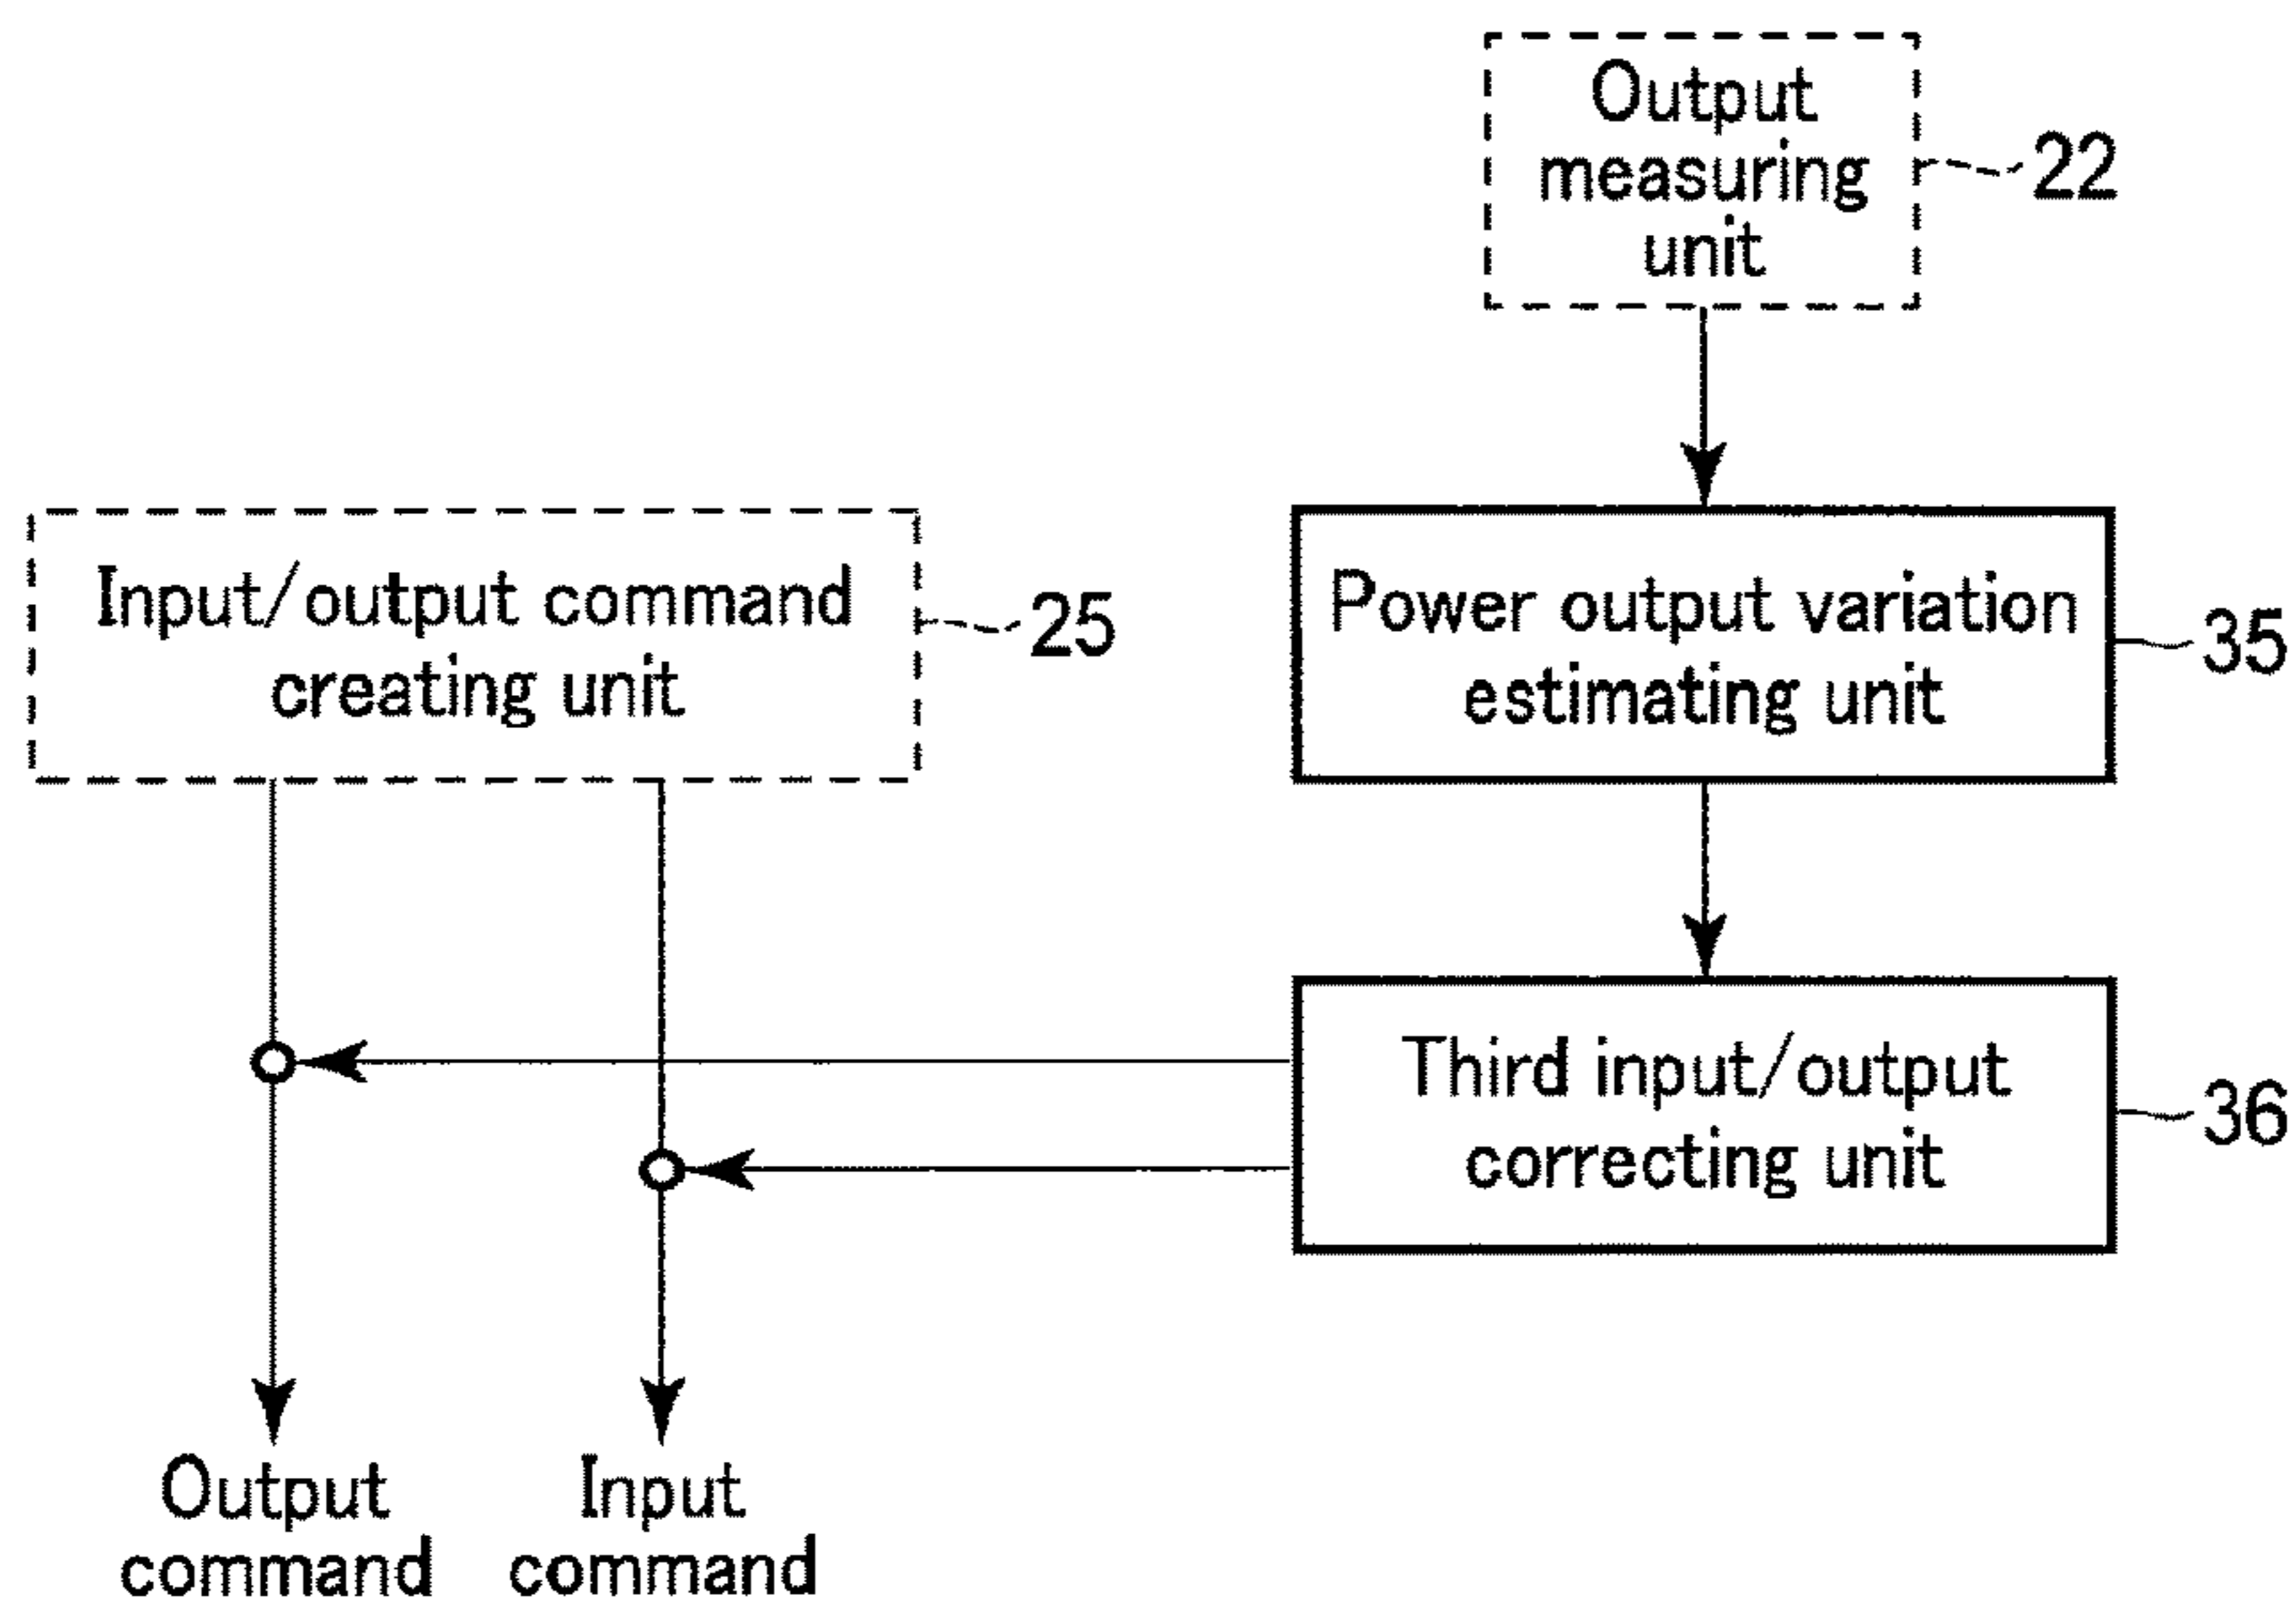 Output
measuring
unit
22
Input/output command
creating unit
25
Power output variation
estimating unit
35
Third input/output
correcting unit
36
Output
command
Input
command